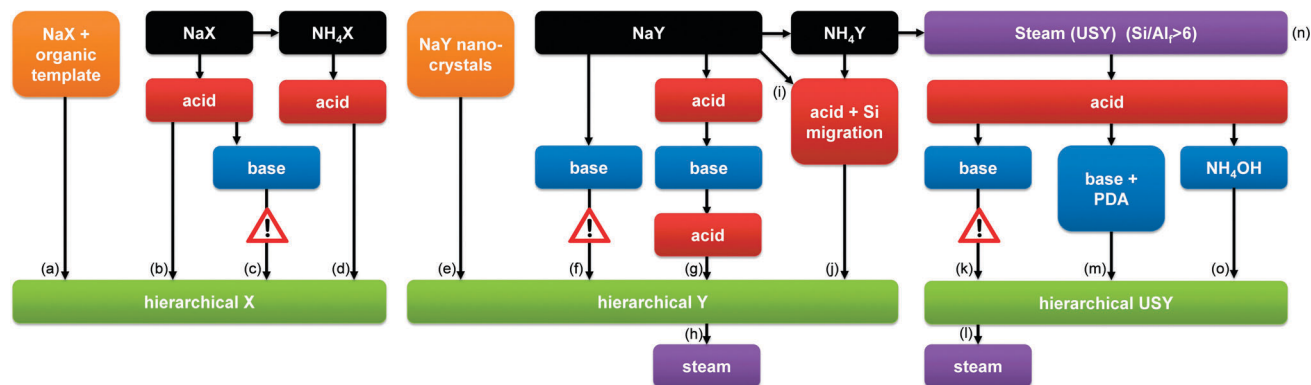 NaX +
organic
template
NaX
NH₄X
acid
acid
base
!
(a)
(b)
(c)
(d)
hierarchical X
NaY nano-
crystals
NaY
NH₄Y
(i)
acid
acid + Si
migration
base
base
!
acid
(e)
(f)
(g)
(j)
hierarchical Y
(h)
steam
Steam (USY) (Si/Alf>6)
(n)
acid
base
base +
PDA
NH₄OH
!
(k)
(m)
(o)
hierarchical USY
(l)
steam